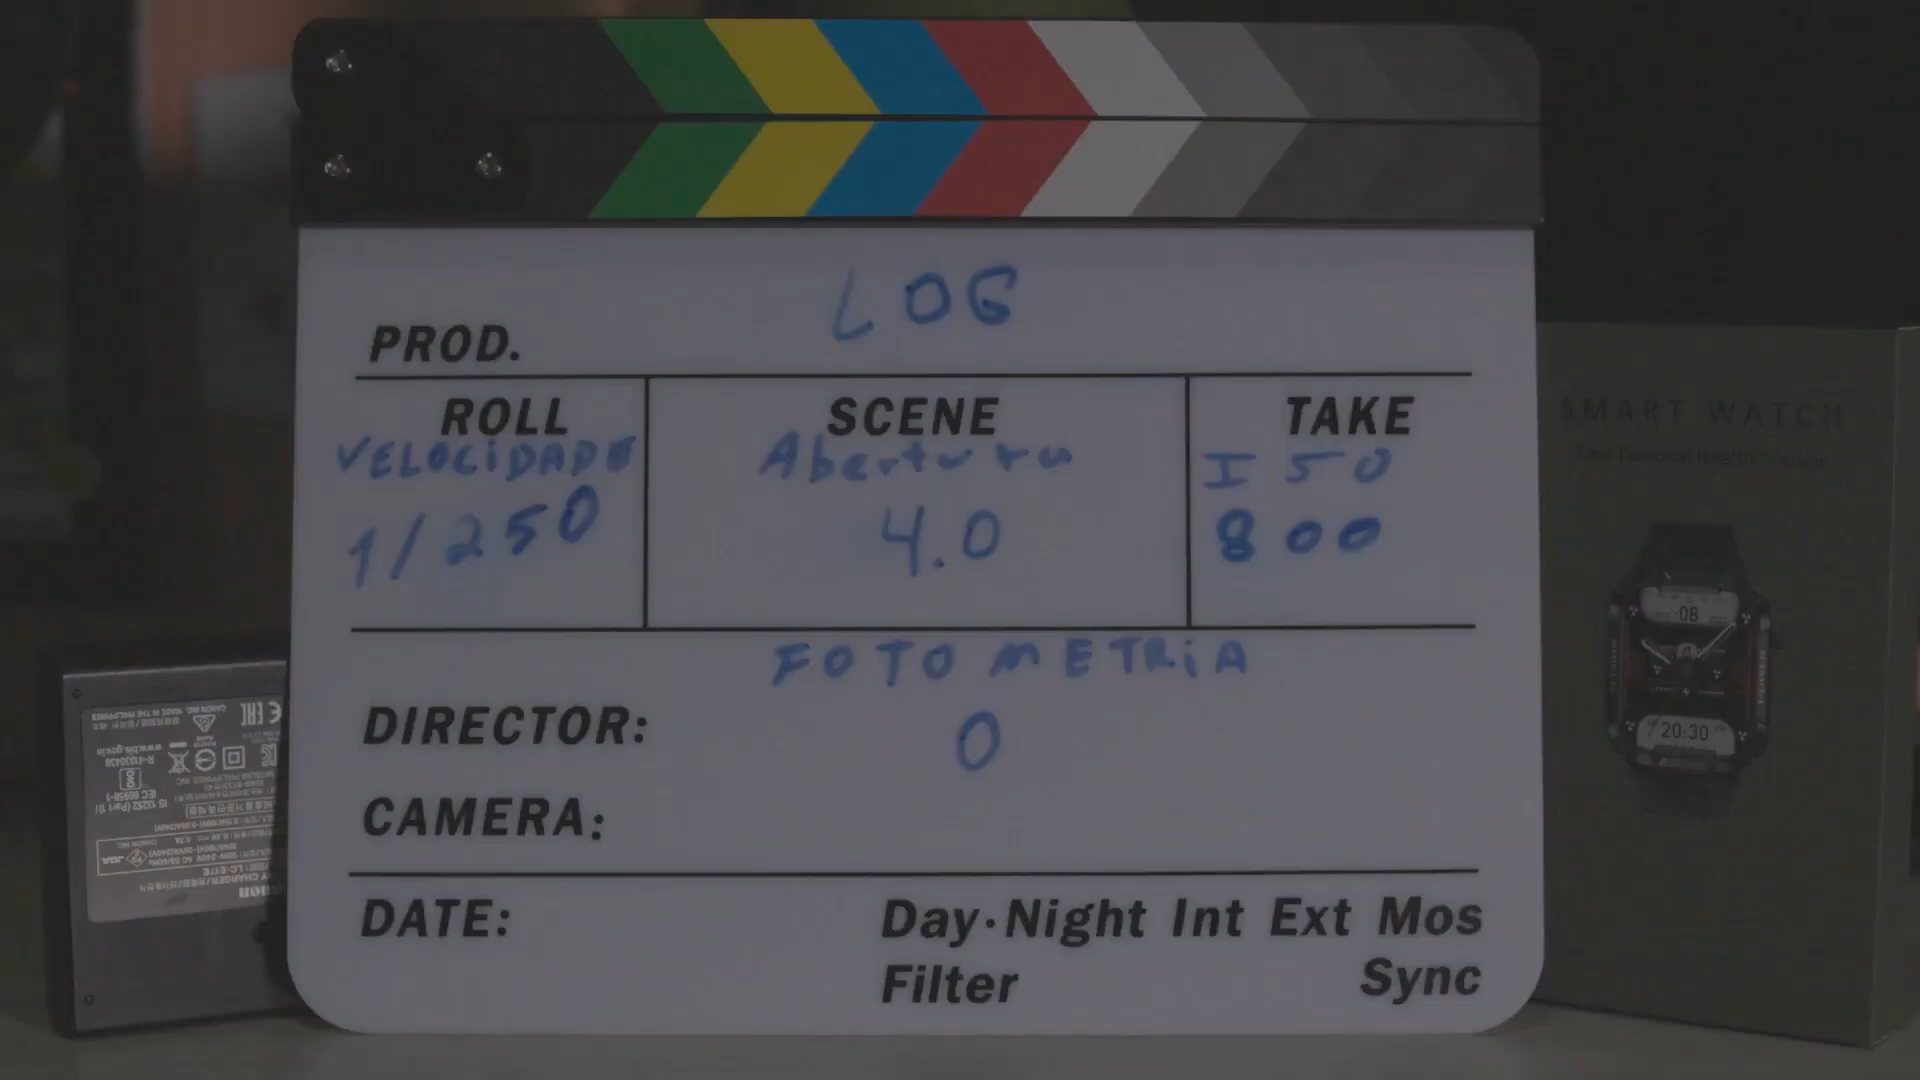 LOG
PROD.
ROLL SCENE TAKE
VELOCiDADE Abertura I50
1/250 4.0 800
FOTOMETRiA
DIRECTOR: 0
CAMERA:
DATE: Day·Night Int Ext Mos
Filter Sync
SMART WATCH
08
20:30